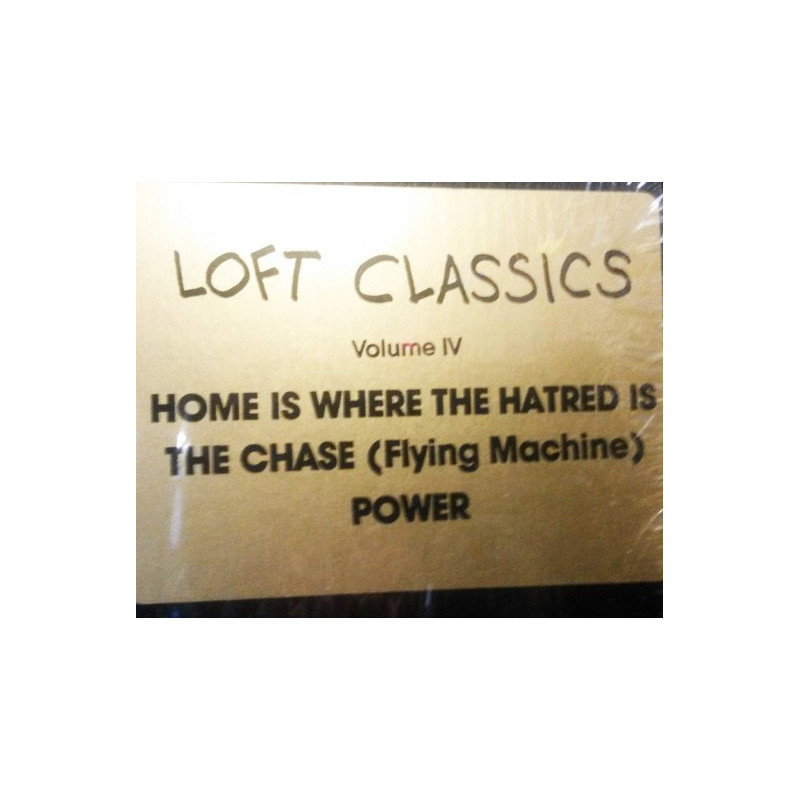 LOFT CLASSICS
Volume IV
HOME IS WHERE THE HATRED IS
THE CHASE (Flying Machine)
POWER